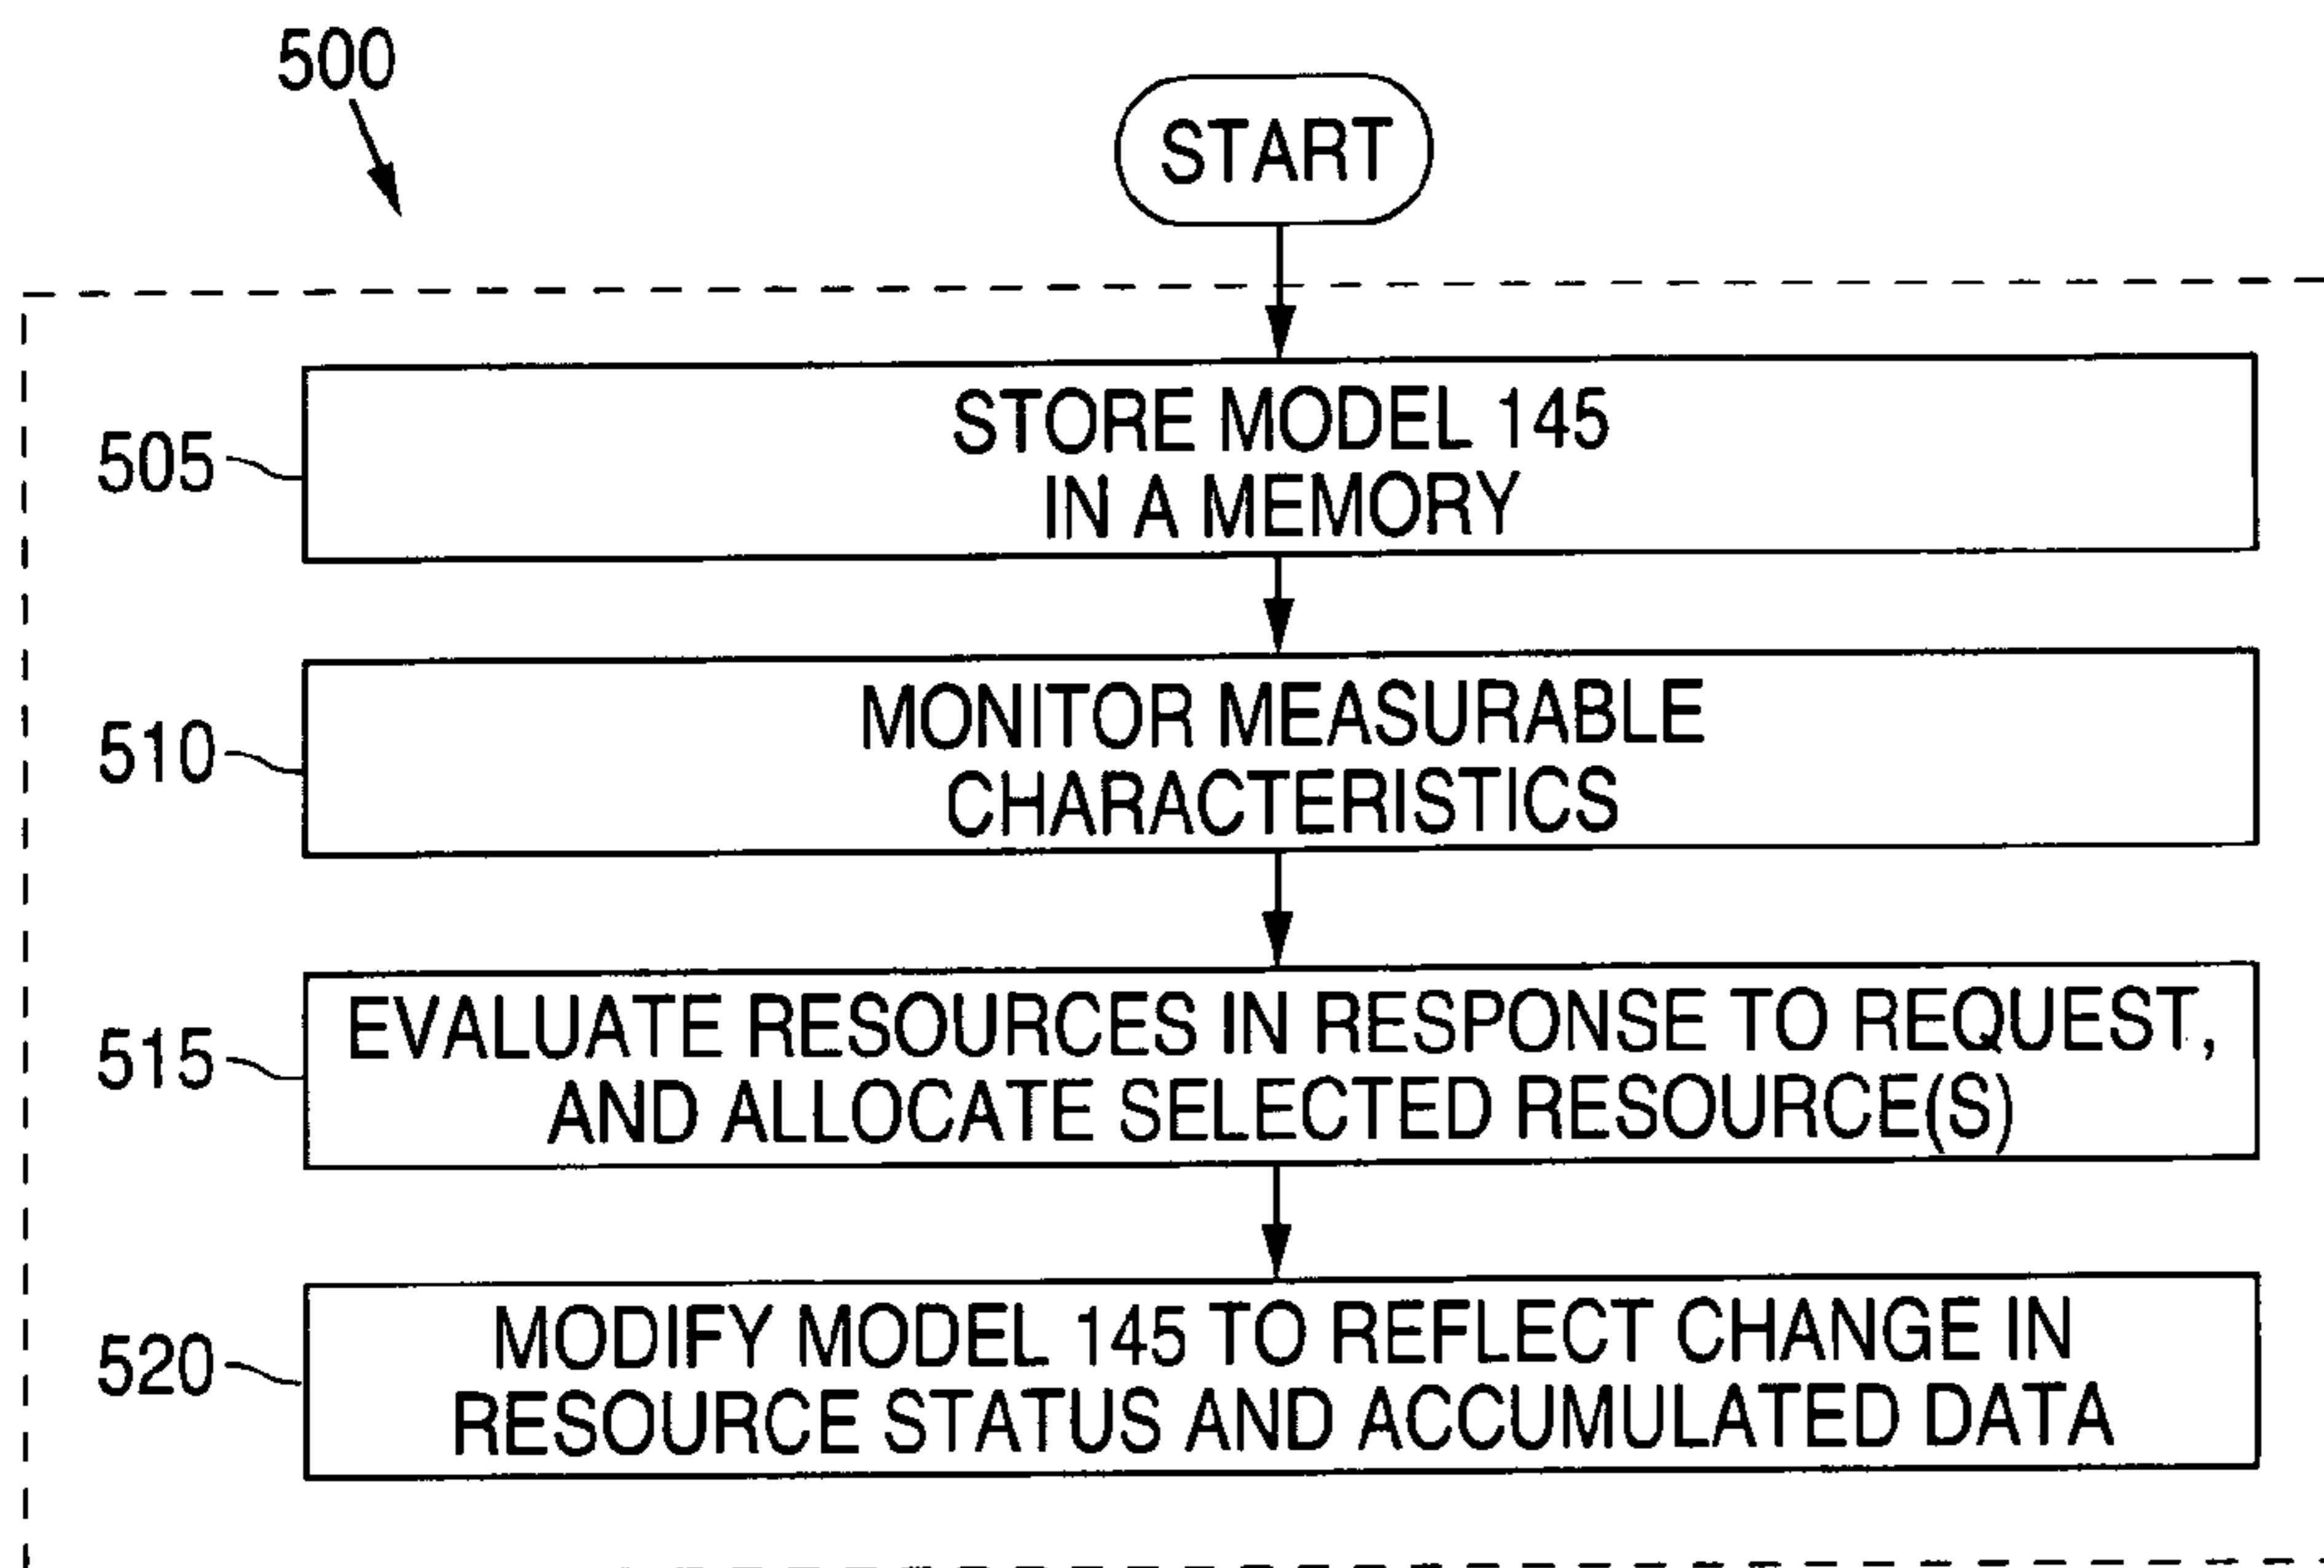 500
START
505
STORE MODEL 145
IN A MEMORY
510
MONITOR MEASURABLE
CHARACTERISTICS
515
EVALUATE RESOURCES IN RESPONSE TO REQUEST,
AND ALLOCATE SELECTED RESOURCE(S)
520
MODIFY MODEL 145 TO REFLECT CHANGE IN
RESOURCE STATUS AND ACCUMULATED DATA